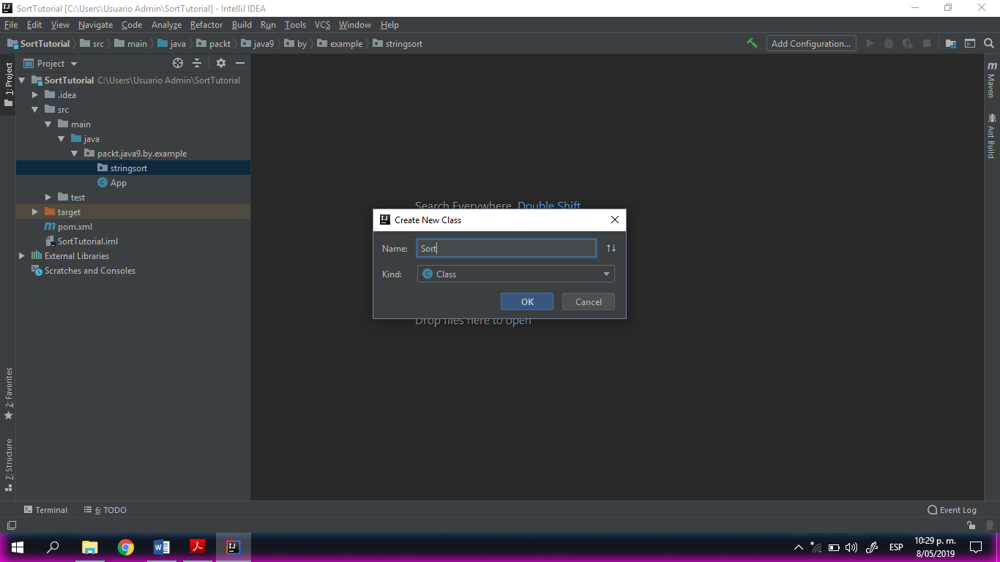 SortTutorial [C:\Users\Usuario Admin\SortTutorial] - IntelliJ IDEA
File Edit View Navigate Code Analyze Refactor Build Run Tools VCS Window Help
SortTutorial src main java packt java9 by example stringsort Add Configuration...
1: Project
Project
SortTutorial C:\Users\Usuario Admin\SortTutorial
.idea
src
main
java
packt.java9.by.example
stringsort
App
test
target
pom.xml
SortTutorial.iml
External Libraries
Scratches and Consoles
Maven
Ant Build
Search Everywhere Double Shift
Create New Class
Name: Sort
Kind: Class
OK Cancel
Drop files here to open
2: Favorites
7: Structure
Terminal 6: TODO Event Log
ESP
10:29 p. m.
8/05/2019